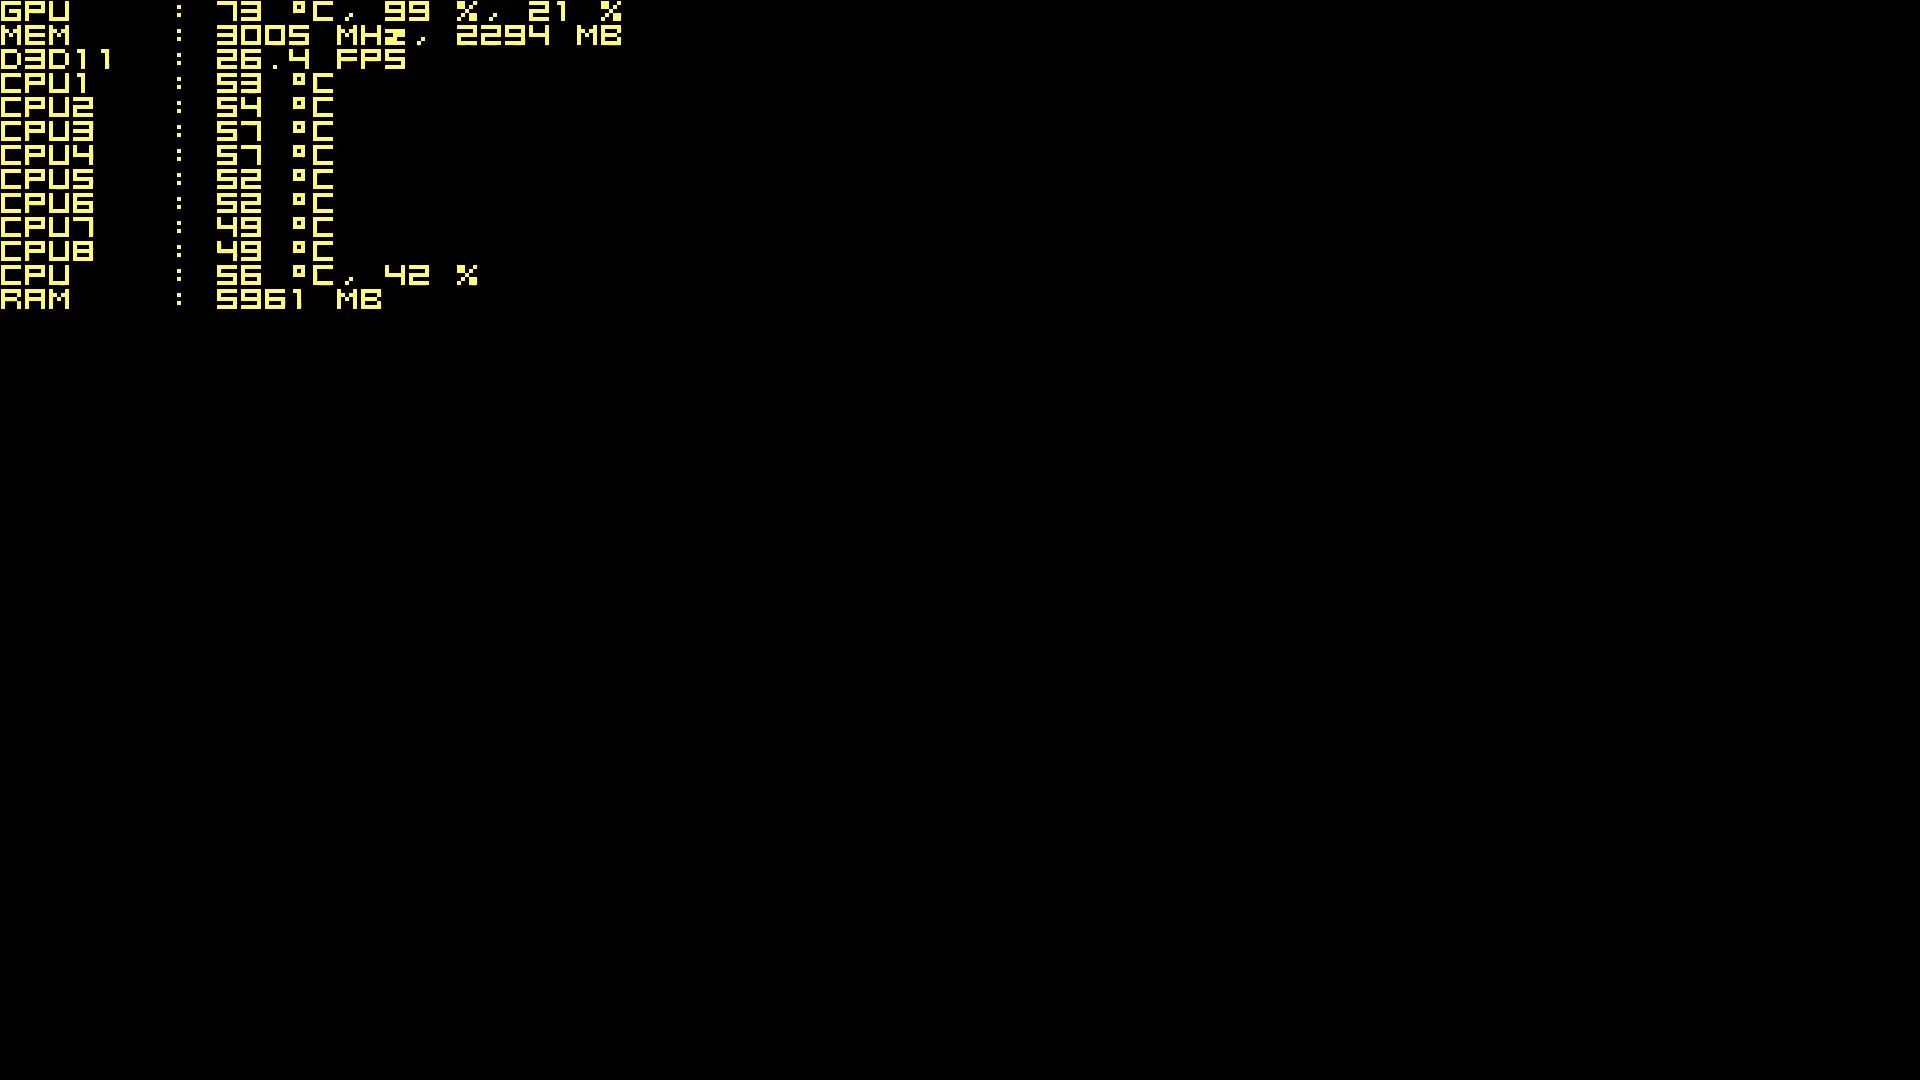 GPU : 73 °C, 99 %, 21 %
MEM : 3005 MHz, 2294 MB
D3D11 : 26.4 FPS
CPU1 : 53 °C
CPU2 : 54 °C
CPU3 : 57 °C
CPU4 : 57 °C
CPU5 : 52 °C
CPU6 : 52 °C
CPU7 : 49 °C
CPU8 : 49 °C
CPU : 56 °C, 42 %
RAM : 5961 MB